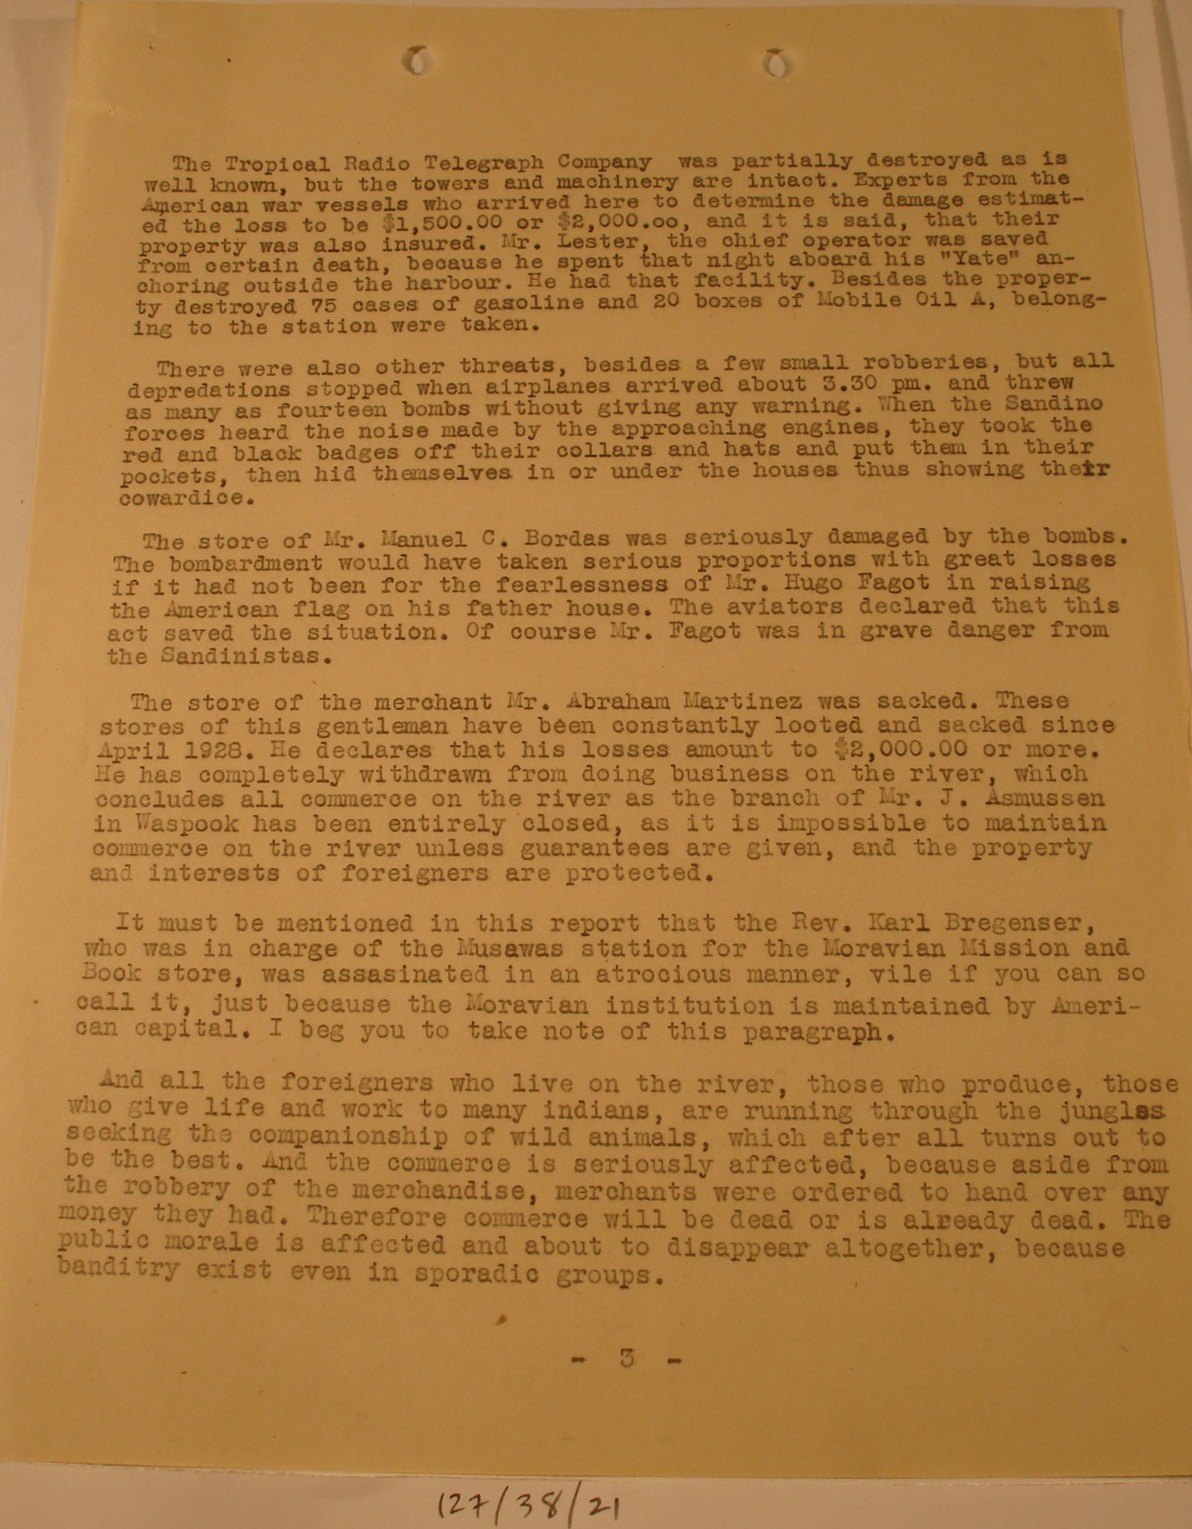 The Tropical Radio Telegraph Company was partially destroyed as is
well known, but the towers and machinery are intact. Experts from the
American war vessels who arrived here to determine the damage estimat-
ed the loss to be $1,500.00 or $2,000.oo, and it is said, that their
property was also insured. Mr. Lester, the chief operator was saved
from certain death, because he spent that night aboard his "Yate" an-
choring outside the harbour. He had that facility. Besides the proper-
ty destroyed 75 cases of gasoline and 20 boxes of Mobile Oil A, belong-
ing to the station were taken.
There were also other threats, besides a few small robberies, but all
depredations stopped when airplanes arrived about 3.30 pm. and threw
as many as fourteen bombs without giving any warning. When the Sandino
forces heard the noise made by the approaching engines, they took the
red and black badges off their collars and hats and put them in their
pockets, then hid themselves in or under the houses thus showing their
cowardice.
The store of Mr. Manuel C. Bordas was seriously damaged by the bombs.
The bombardment would have taken serious proportions with great losses
if it had not been for the fearlessness of Mr. Hugo Fagot in raising
the American flag on his father house. The aviators declared that this
act saved the situation. Of course Mr. Fagot was in grave danger from
the Sandinistas.
The store of the merchant Mr. Abraham Martinez was sacked. These
stores of this gentleman have been constantly looted and sacked since
April 1928. He declares that his losses amount to $2,000.00 or more.
He has completely withdrawn from doing business on the river, which
concludes all commerce on the river as the branch of Mr. J. Asmussen
in Waspook has been entirely closed, as it is impossible to maintain
commerce on the river unless guarantees are given, and the property
and interests of foreigners are protected.
It must be mentioned in this report that the Rev. Karl Bregenser,
who was in charge of the Musawas station for the Moravian Mission and
Book store, was assasinated in an atrocious manner, vile if you can so
call it, just because the Moravian institution is maintained by Ameri-
can capital. I beg you to take note of this paragraph.
And all the foreigners who live on the river, those who produce, those
who give life and work to many indians, are running through the jungles
seeking the companionship of wild animals, which after all turns out to
be the best. And the commerce is seriously affected, because aside from
the robbery of the merchandise, merchants were ordered to hand over any
money they had. Therefore commerce will be dead or is already dead. The
public morale is affected and about to disappear altogether, because
banditry exist even in sporadic groups.
- 3 -
127/38/21